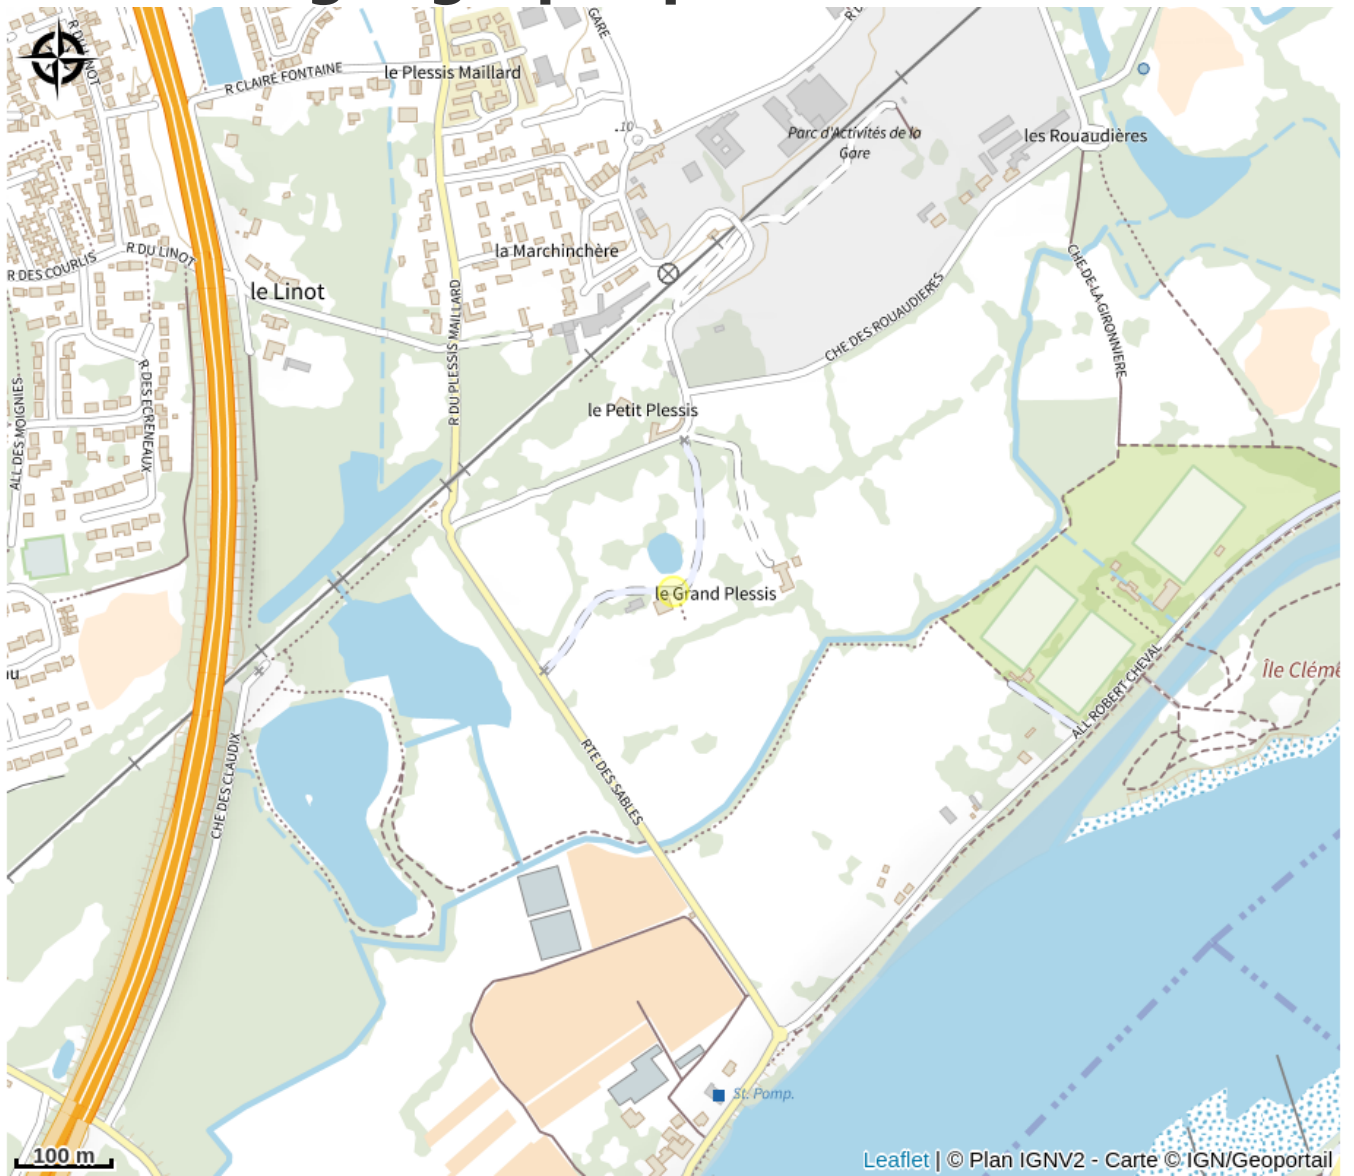 R DU LINOT
GARE
le Plessis Maillard
R CLAIRE FONTAINE
.10
Parc d'Activités de la
Gare
les Rouaudières
R DU LINOT
la Marchinchère
R DES COURLIS
le Linot
CHE DE LA GIRONNIERE
CHE DES ROUAUDIERES
R DU PLESSIS MAILLARD
R DES ECRENEAUX
ALL DES MOIGNIES
le Petit Plessis
le Grand Plessis
ALL ROBERT CHEVAL
Île Clém
RTE DES SABLES
CHE DES CLAUDIX
St. Pomp.
100 m
Leaflet | © Plan IGNV2 - Carte © IGN/Geoportail